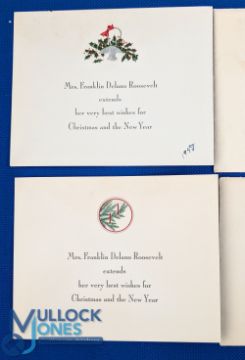 Mrs. Franklin Delano Roosevelt
extends
her very best wishes for
Christmas and the New Year
Mrs. Franklin Delano Roosevelt
extends
her very best wishes for
Christmas and the New Year
MULLOCK
JONES